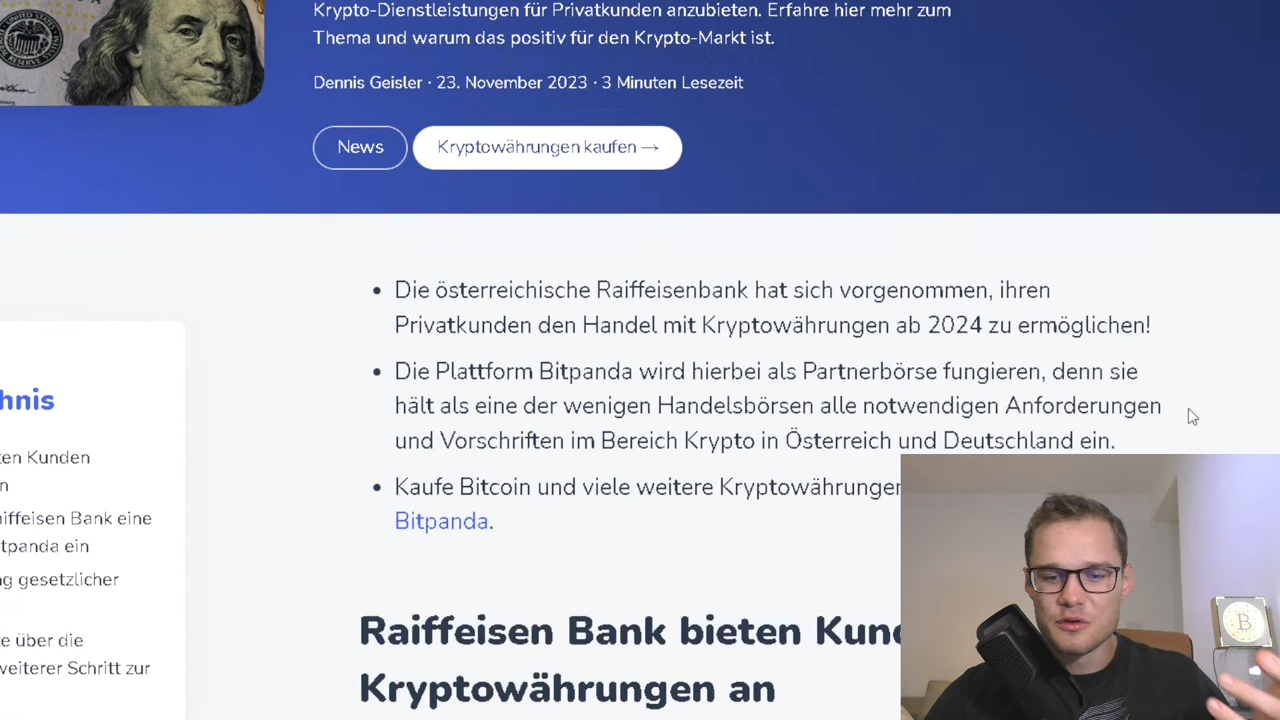 Krypto-Dienstleistungen für Privatkunden anzubieten. Erfahre hier mehr zum
Thema und warum das positiv für den Krypto-Markt ist.
Dennis Geisler · 23. November 2023 · 3 Minuten Lesezeit
News
Kryptowährungen kaufen →
• Die österreichische Raiffeisenbank hat sich vorgenommen, ihren
Privatkunden den Handel mit Kryptowährungen ab 2024 zu ermöglichen!
• Die Plattform Bitpanda wird hierbei als Partnerbörse fungieren, denn sie
hält als eine der wenigen Handelsbörsen alle notwendigen Anforderungen
und Vorschriften im Bereich Krypto in Österreich und Deutschland ein.
• Kaufe Bitcoin und viele weitere Kryptowährungen
Bitpanda.
Raiffeisen Bank bieten
Kryptowährungen an
hnis
ten Kunden
n
iffeisen Bank eine
tpanda ein
ng gesetzlicher
te über die
weiterer Schritt zur